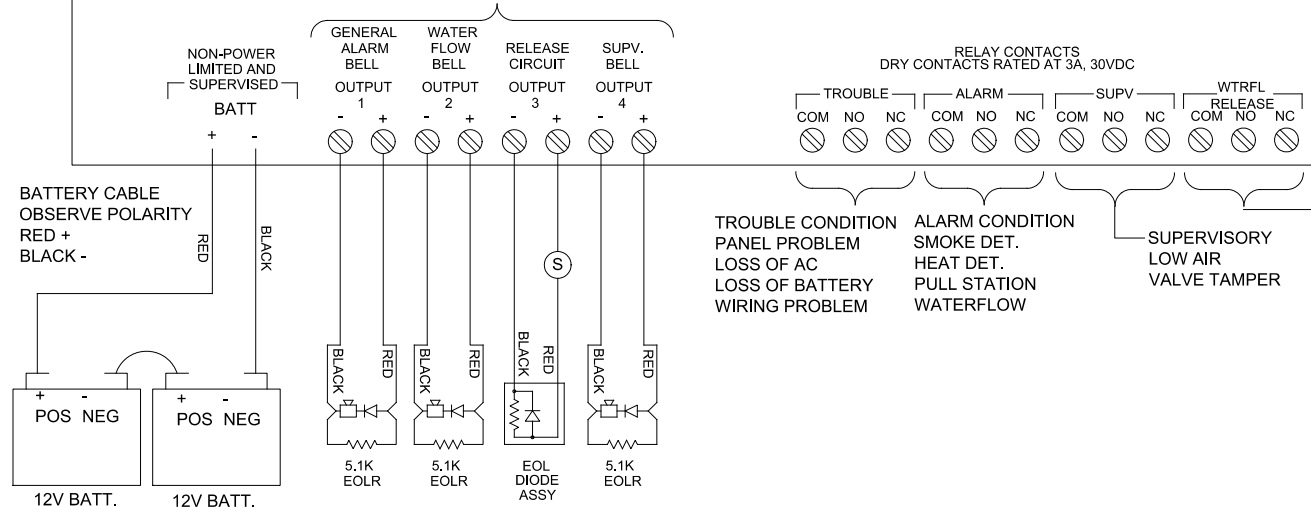 NON-POWER
LIMITED AND
SUPERVISED
BATT
+ -
GENERAL
ALARM
BELL
OUTPUT
1
- +
WATER
FLOW
BELL
OUTPUT
2
- +
RELEASE
CIRCUIT
OUTPUT
3
- +
SUPV.
BELL
OUTPUT
4
- +
RELAY CONTACTS
DRY CONTACTS RATED AT 3A, 30VDC
TROUBLE
COM NO NC
ALARM
COM NO NC
SUPV
COM NO NC
WTRFL
RELEASE
COM NO NC
BATTERY CABLE
OBSERVE POLARITY
RED +
BLACK -
RED
BLACK
TROUBLE CONDITION
PANEL PROBLEM
LOSS OF AC
LOSS OF BATTERY
WIRING PROBLEM
ALARM CONDITION
SMOKE DET.
HEAT DET.
PULL STATION
WATERFLOW
SUPERVISORY
LOW AIR
VALVE TAMPER
S
BLACK
RED
BLACK
RED
BLACK
RED
BLACK
RED
+ -
POS NEG
12V BATT.
+ -
POS NEG
12V BATT.
5.1K
EOLR
5.1K
EOLR
EOL
DIODE
ASSY
5.1K
EOLR